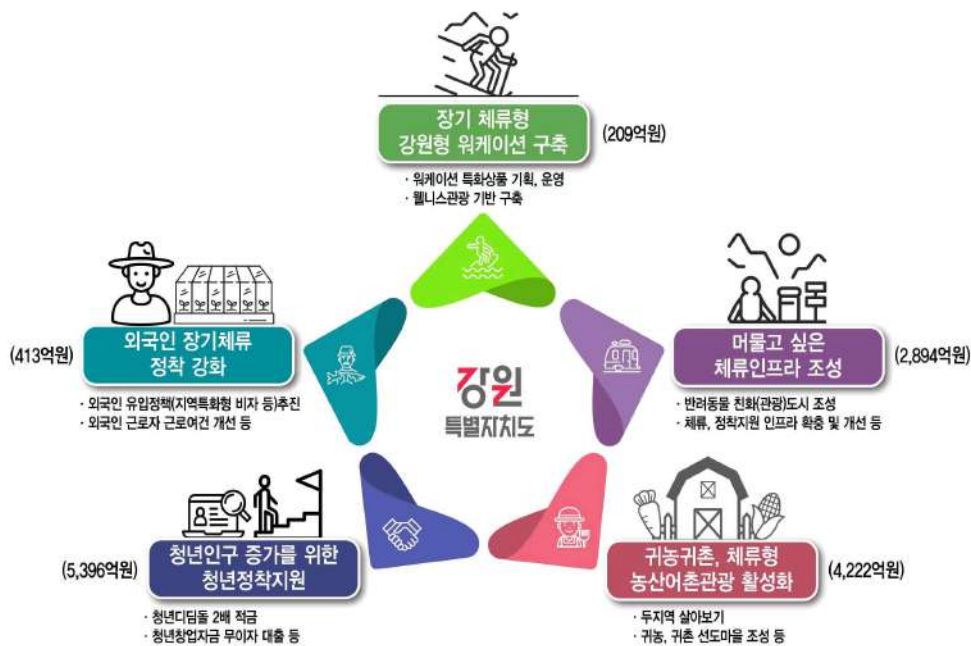 장기 체류형
강원형 워케이션 구축
(209억원)
· 워케이션 특화상품 기획, 운영
· 웰니스관광 기반 구축
(413억원)
외국인 장기체류
정착 강화
· 외국인 유입정책(지역특화형 비자 등)추진
· 외국인 근로자 근로여건 개선 등
머물고 싶은
체류인프라 조성
(2,894억원)
· 반려동물 친화(관광)도시 조성
· 체류, 정착지원 인프라 확충 및 개선 등
강원
특별자치도
(5,396억원)
청년인구 증가를 위한
청년정착지원
· 청년디딤돌 2배 적금
· 청년창업자금 무이자 대출 등
귀농귀촌, 체류형
농산어촌관광 활성화
(4,222억원)
· 두지역 살아보기
· 귀농, 귀촌 선도마을 조성 등